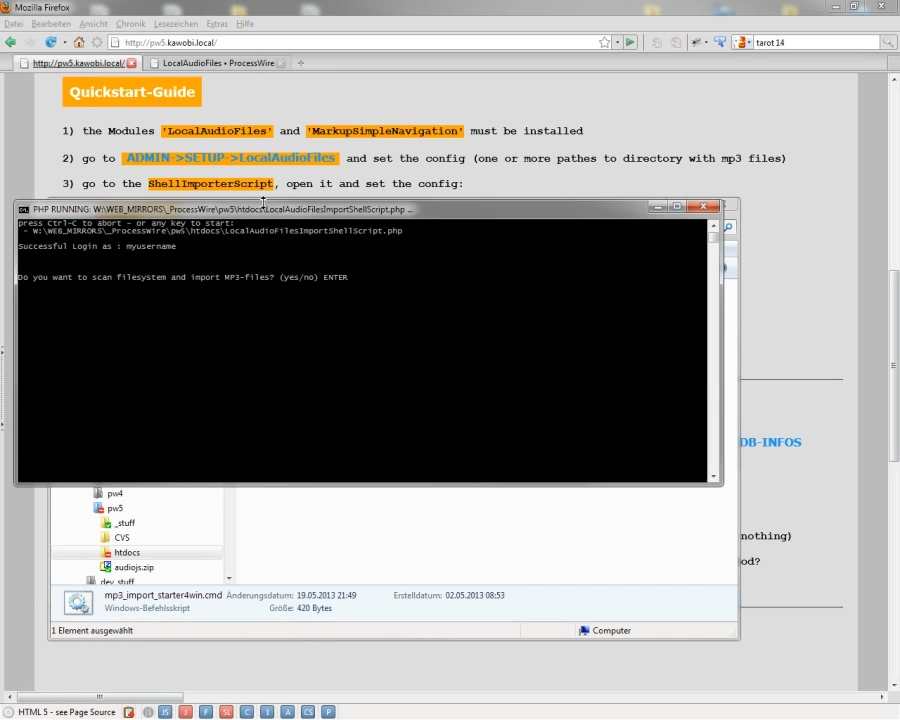 Mozilla Firefox
Datei Bearbeiten Ansicht Chronik Lesezeichen Extras Hilfe
http://pw5.kawobi.local/
tarot 14
http://pw5.kawobi.local/
LocalAudioFiles • ProcessWire
Quickstart-Guide
1) the Modules 'LocalAudioFiles' and 'MarkupSimpleNavigation' must be installed
2) go to ADMIN->SETUP->LocalAudioFiles and set the config (one or more pathes to directory with mp3 files)
3) go to the ShellImporterScript, open it and set the config:
PHP RUNNING: W:\WEB_MIRRORS\_ProcessWire\pw5\htdocs\LocalAudioFilesImportShellScript.php ...
press Ctrl-C to abort - or any key to start:
- W:\WEB_MIRRORS\_ProcessWire\pw5\htdocs\LocalAudioFilesImportShellScript.php
Successful Login as : myusername
Do you want to scan filesystem and import MP3-files? (yes/no) ENTER
DB-INFOS
pw4
pw5
_stuff
CVS
nothing)
htdocs
od?
audiojs.zip
dev_stuff
mp3_import_starter4win.cmd Änderungsdatum: 19.05.2013 21:49 Erstelldatum: 02.05.2013 08:53
Windows-Befehlsskript Größe: 420 Bytes
1 Element ausgewählt
Computer
HTML 5 - see Page Source
JS J F SL C I A CS P